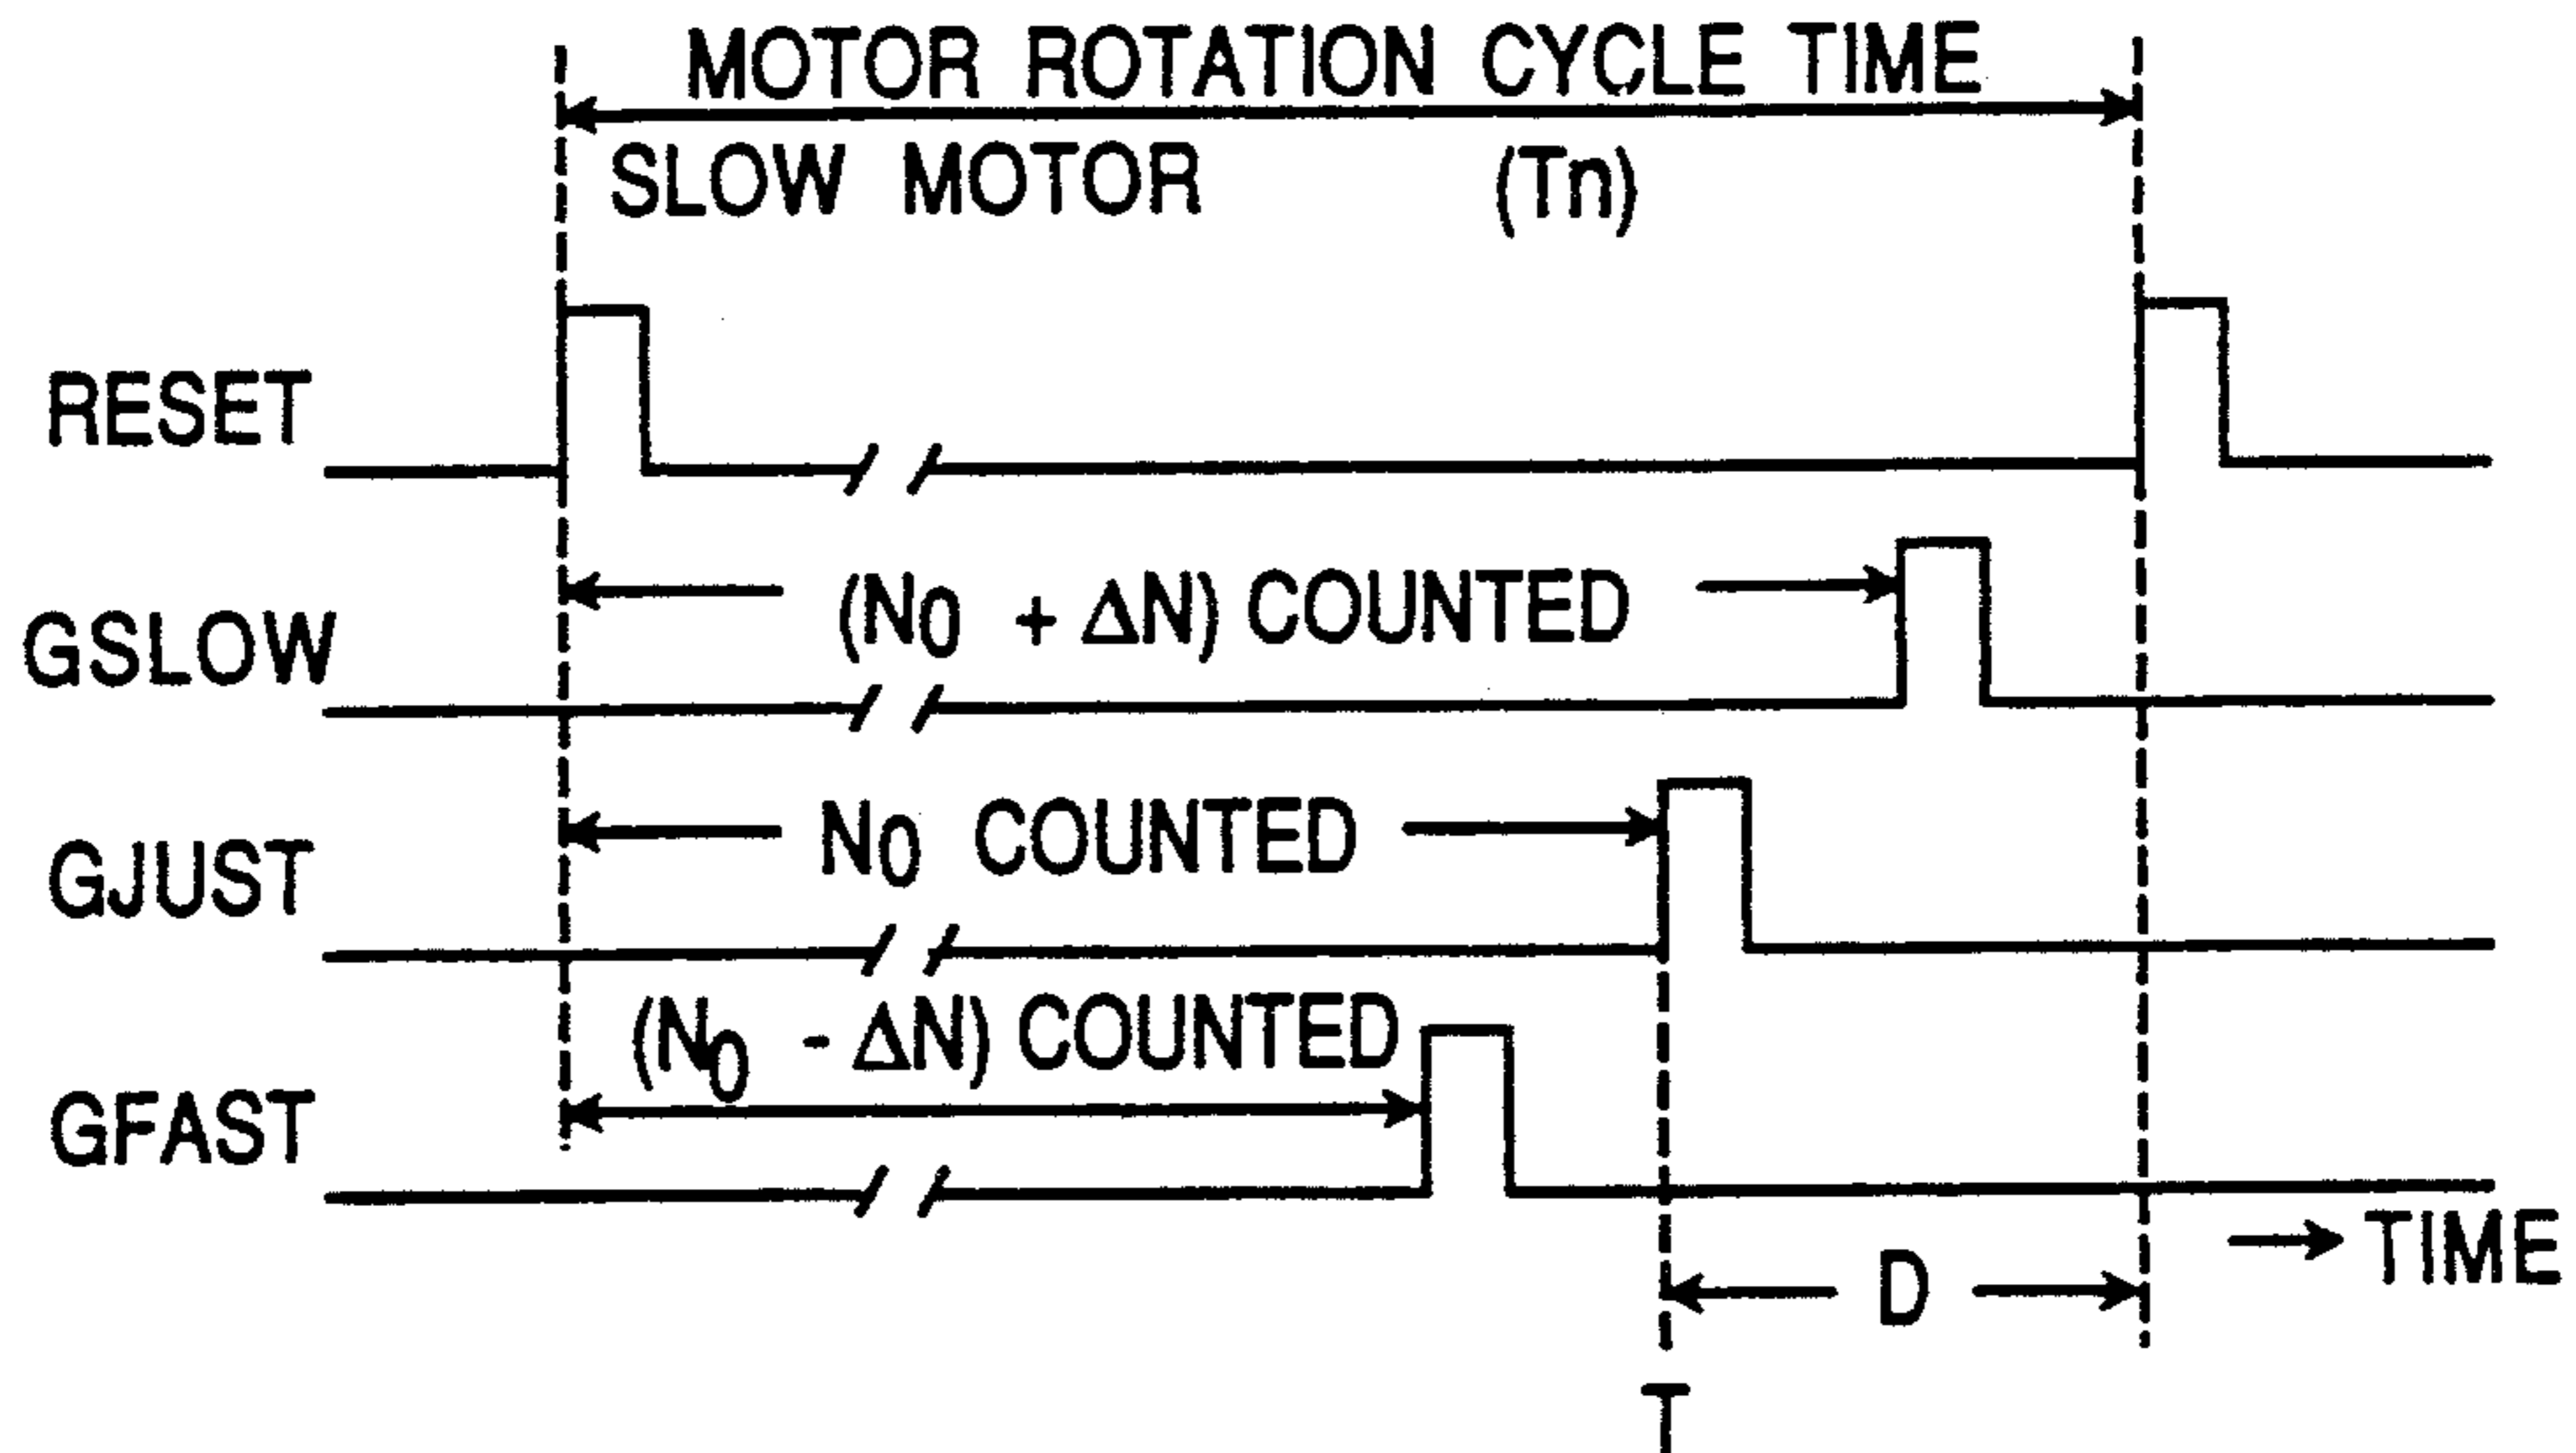 MOTOR ROTATION CYCLE TIME
SLOW MOTOR (Tn)
RESET
GSLOW (N0 + ΔN) COUNTED
GJUST N0 COUNTED
(N0 - ΔN) COUNTED
GFAST
TIME
D
T